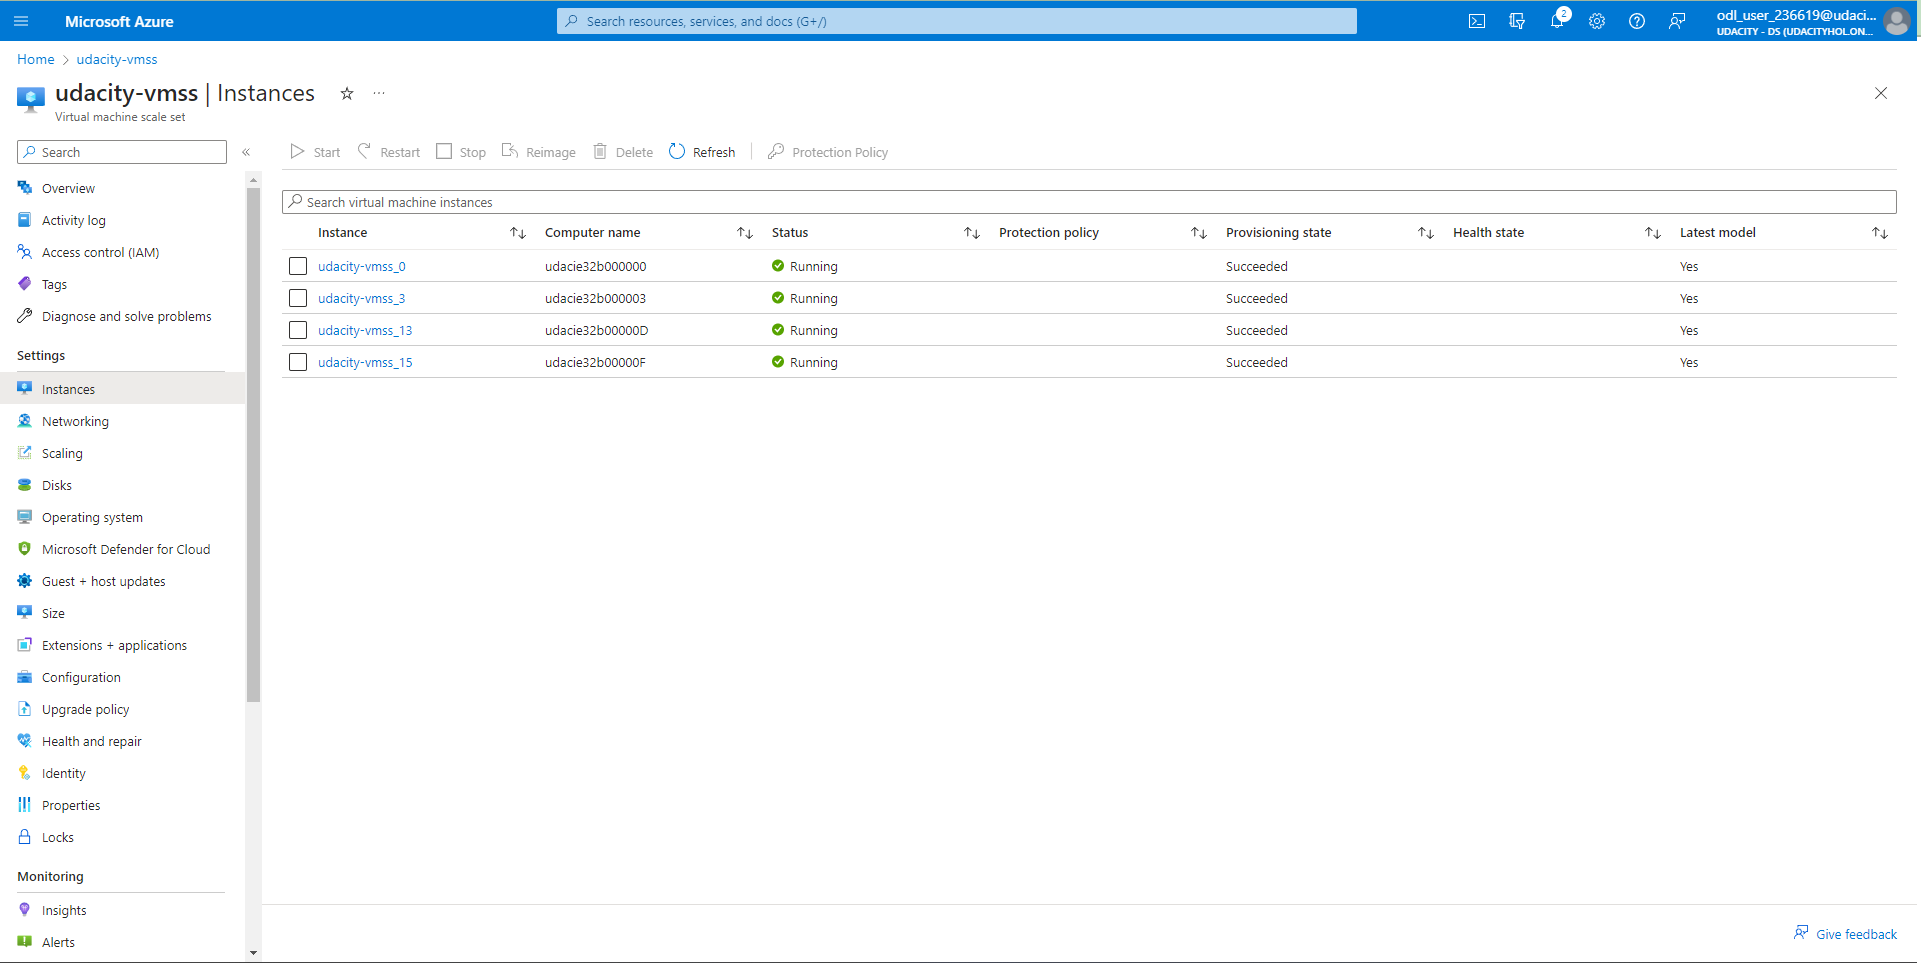 Microsoft Azure
Search resources, services, and docs (G+/)
2
odl_user_236619@udaci...
UDACITY - DS (UDACITYHOL.ON...
Home > udacity-vmss
udacity-vmss | Instances
...
Virtual machine scale set
Search
«
Start Restart Stop Reimage Delete Refresh Protection Policy
Overview
Activity log
Access control (IAM)
Tags
Diagnose and solve problems
Settings
Instances
Networking
Scaling
Disks
Operating system
Microsoft Defender for Cloud
Guest + host updates
Size
Extensions + applications
Configuration
Upgrade policy
Health and repair
Identity
Properties
Locks
Monitoring
Insights
Alerts
Search virtual machine instances
Instance Computer name Status Protection policy Provisioning state Health state Latest model
udacity-vmss_0 udacie32b000000 Running Succeeded Yes
udacity-vmss_3 udacie32b000003 Running Succeeded Yes
udacity-vmss_13 udacie32b00000D Running Succeeded Yes
udacity-vmss_15 udacie32b00000F Running Succeeded Yes
Give feedback